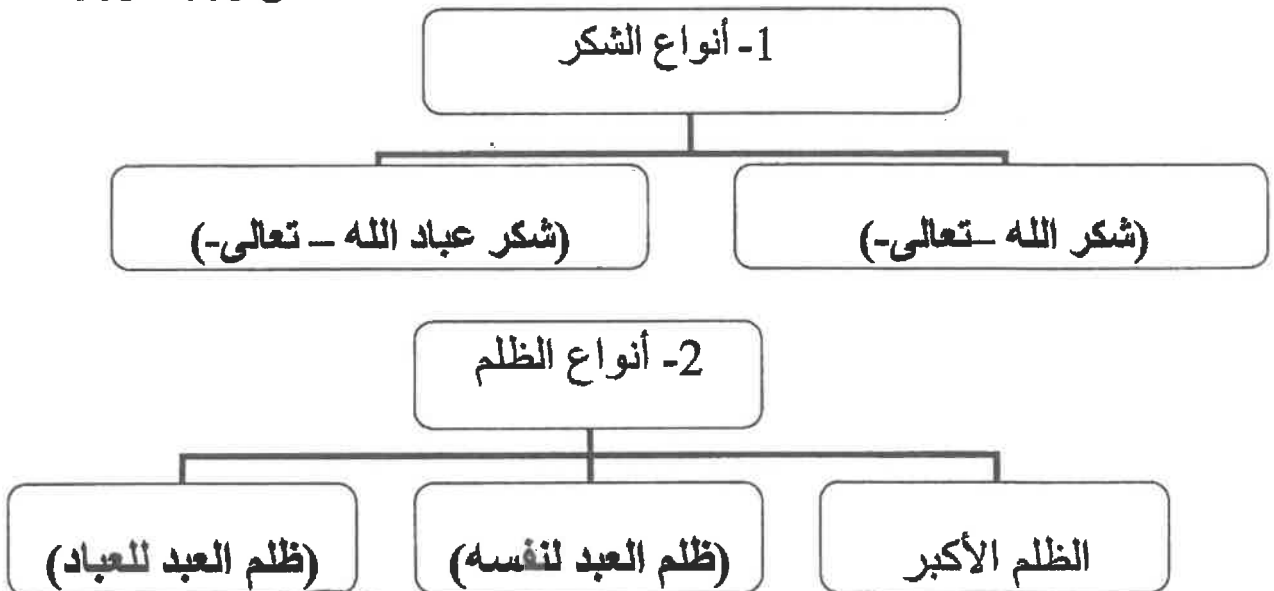 1- أنواع الشكر
(شكر الله –تعالى-)
(شكر عباد الله – تعالى-)
2- أنواع الظلم
الظلم الأكبر
(ظلم العبد لنفسه)
(ظلم العبد للعباد)